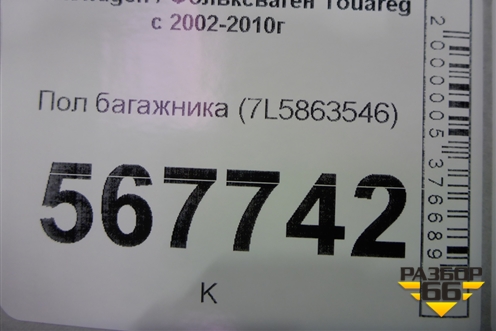 Фольксваген Touareg
с 2002-2010г
Пол багажника (7L5863546)
567742
К
2000005376689
РАЗБОР
66